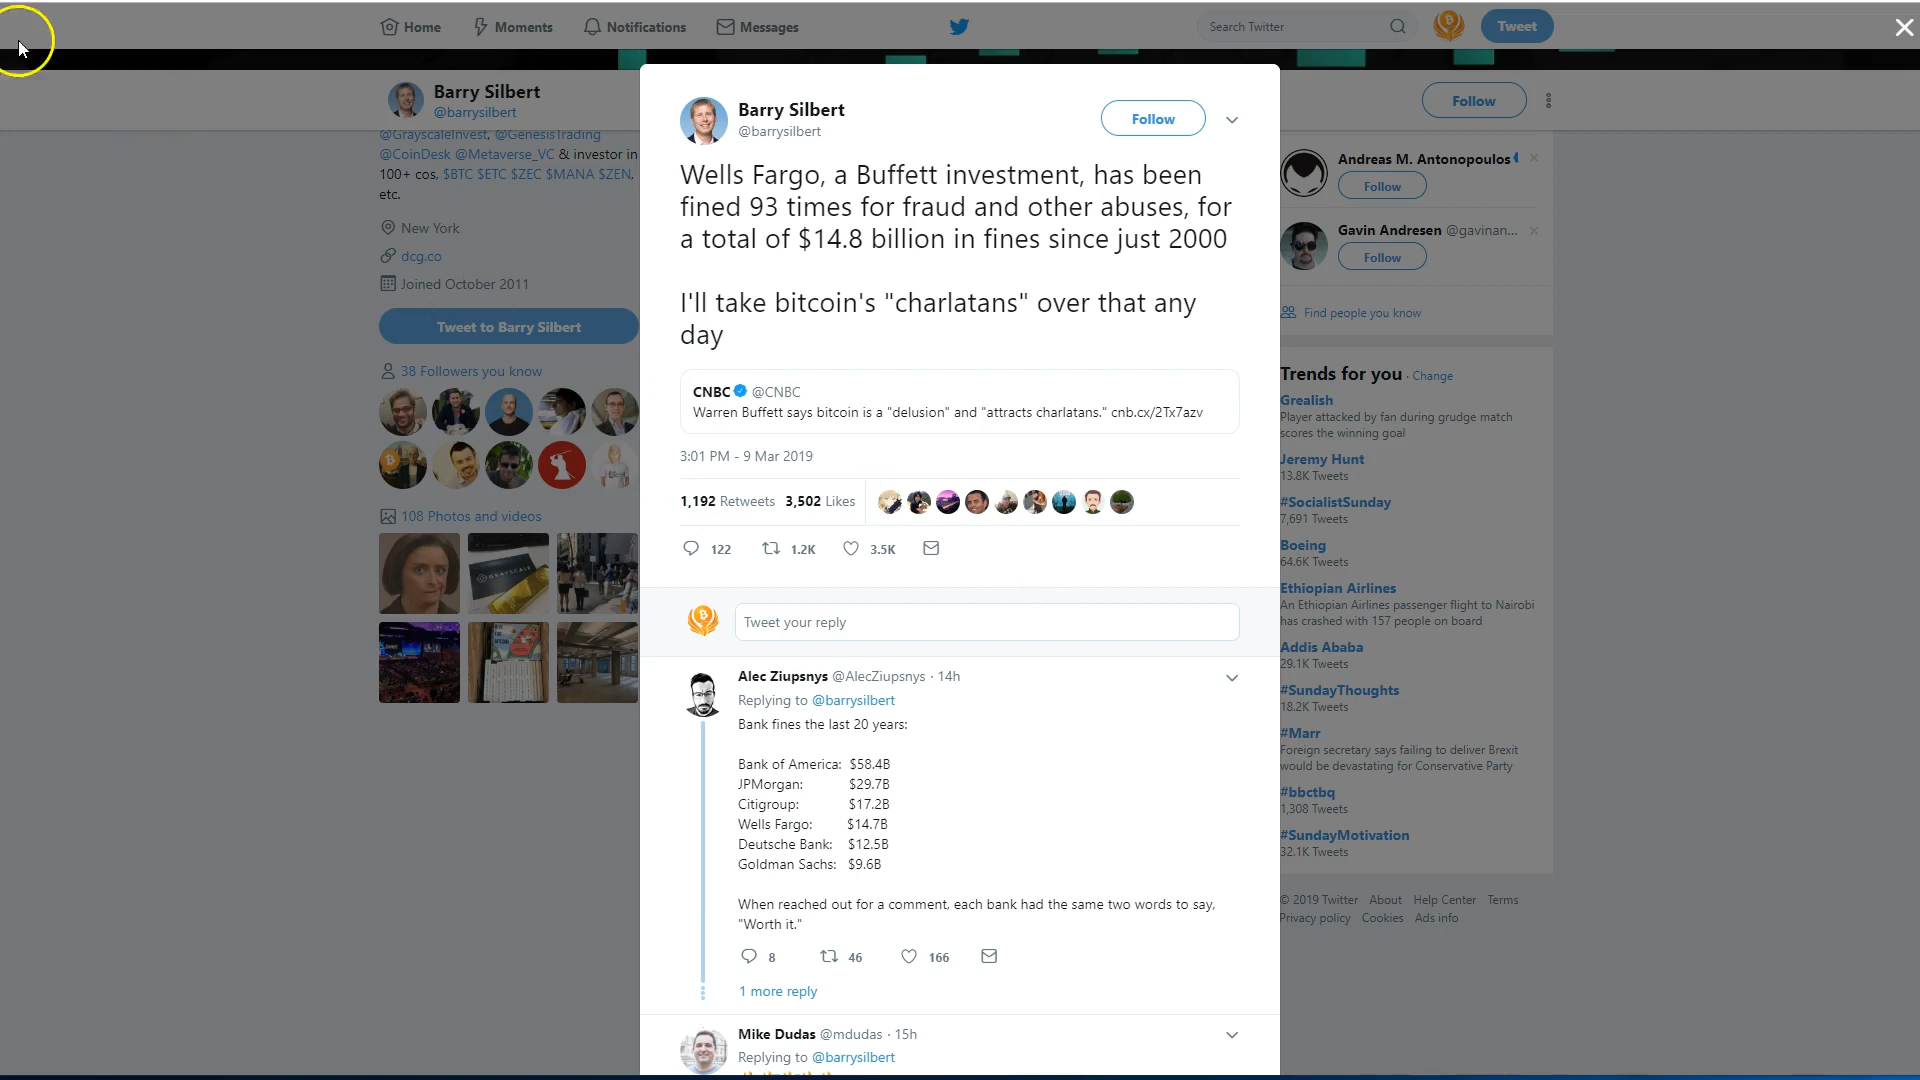 Home
Moments
Notifications
Messages
Search Twitter
Tweet
Barry Silbert
@barrysilbert
Follow
@GrayscaleInvest, @GenesisTrading
@CoinDesk @Metaverse_VC & investor in
100+ cos, $BTC $ETC $ZEC $MANA $ZEN,
etc.
New York
dcg.co
Joined October 2011
Tweet to Barry Silbert
38 Followers you know
108 Photos and videos
GRAYSCALE
Barry Silbert
@barrysilbert
Follow
Wells Fargo, a Buffett investment, has been
fined 93 times for fraud and other abuses, for
a total of $14.8 billion in fines since just 2000
I'll take bitcoin's "charlatans" over that any
day
CNBC @CNBC
Warren Buffett says bitcoin is a "delusion" and "attracts charlatans." cnb.cx/2Tx7azv
3:01 PM - 9 Mar 2019
1,192 Retweets 3,502 Likes
122 1.2K 3.5K
Tweet your reply
Alec Ziupsnys @AlecZiupsnys · 14h
Replying to @barrysilbert
Bank fines the last 20 years:
Bank of America: $58.4B
JPMorgan: $29.7B
Citigroup: $17.2B
Wells Fargo: $14.7B
Deutsche Bank: $12.5B
Goldman Sachs: $9.6B
When reached out for a comment, each bank had the same two words to say,
"Worth it."
8 46 166
1 more reply
Mike Dudas @mdudas · 15h
Replying to @barrysilbert
Andreas M. Antonopoulos
Follow
Gavin Andresen @gavinan...
Follow
Find people you know
Trends for you · Change
Grealish
Player attacked by fan during grudge match
scores the winning goal
Jeremy Hunt
13.8K Tweets
#SocialistSunday
7,691 Tweets
Boeing
64.6K Tweets
Ethiopian Airlines
An Ethiopian Airlines passenger flight to Nairobi
has crashed with 157 people on board
Addis Ababa
29.1K Tweets
#SundayThoughts
18.2K Tweets
#Marr
Foreign secretary says failing to deliver Brexit
would be devastating for Conservative Party
#bbctbq
1,308 Tweets
#SundayMotivation
32.1K Tweets
© 2019 Twitter About Help Center Terms
Privacy policy Cookies Ads info